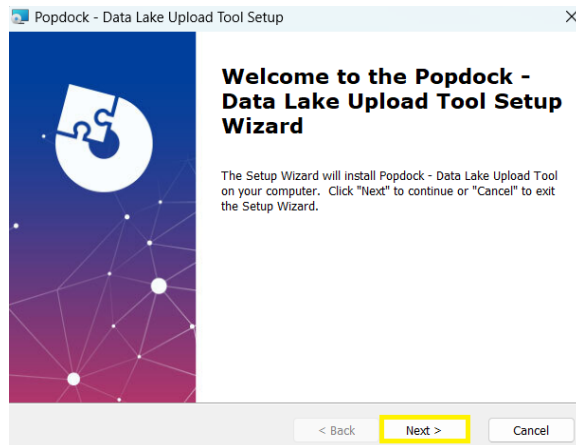 Popdock - Data Lake Upload Tool Setup
Welcome to the Popdock -
Data Lake Upload Tool Setup
Wizard
The Setup Wizard will install Popdock - Data Lake Upload Tool
on your computer. Click "Next" to continue or "Cancel" to exit
the Setup Wizard.
< Back Next > Cancel